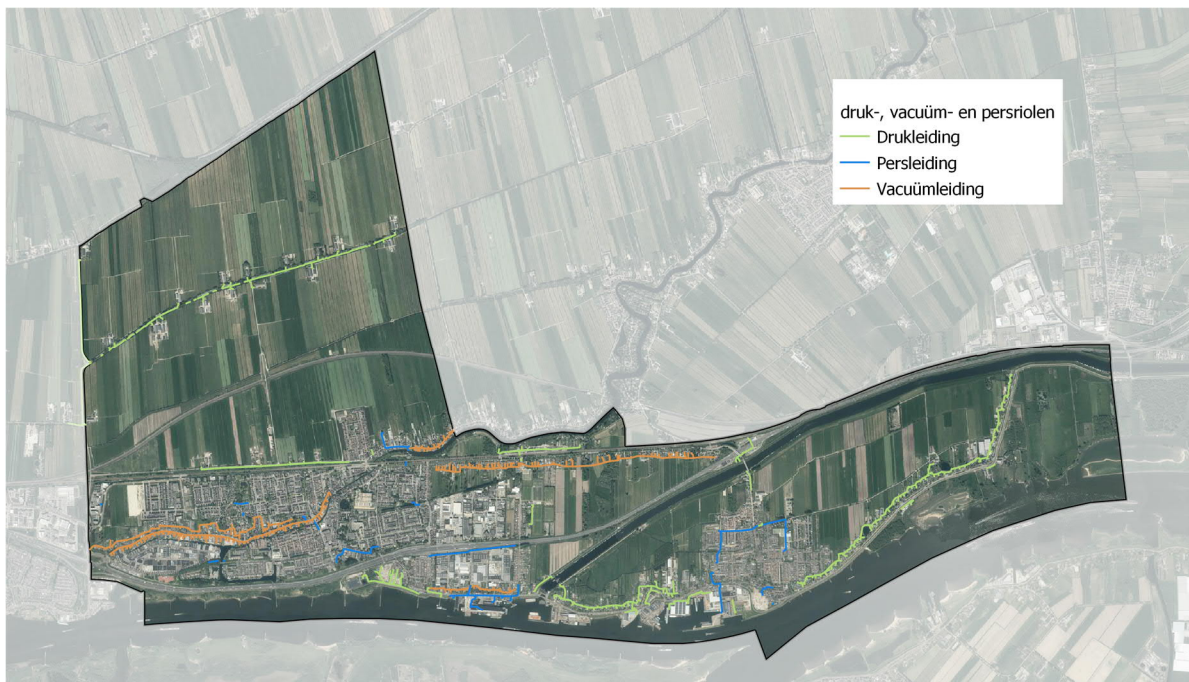 druk-, vacuüm- en persriolen
Drukleiding
Persleiding
Vacuümleiding